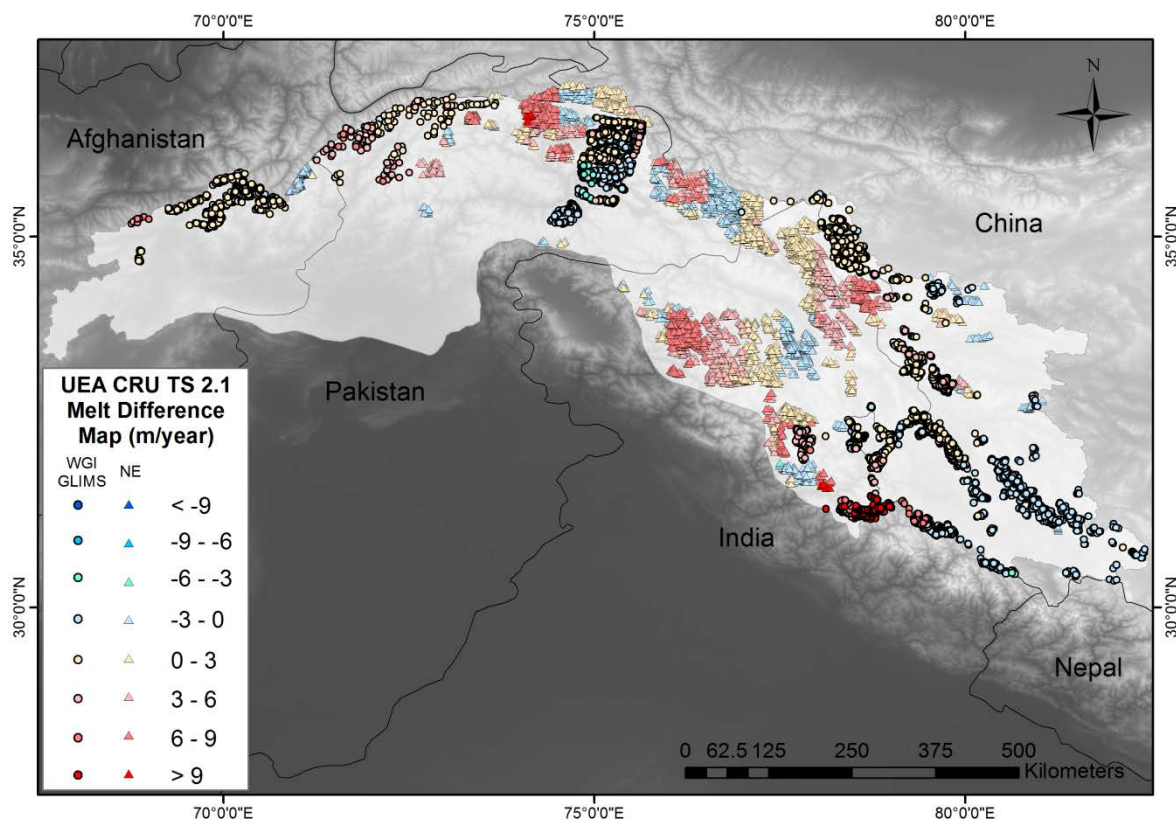 70°0'0"E 75°0'0"E 80°0'0"E
N
Afghanistan
China
35°0'0"N 35°0'0"N
Pakistan
India
30°0'0"N 30°0'0"N
Nepal
UEA CRU TS 2.1
Melt Difference
Map (m/year)
WGI
GLIMS NE
< -9
-9 - -6
-6 - -3
-3 - 0
0 - 3
3 - 6
6 - 9
> 9
0 62.5 125 250 375 500
Kilometers
70°0'0"E 75°0'0"E 80°0'0"E